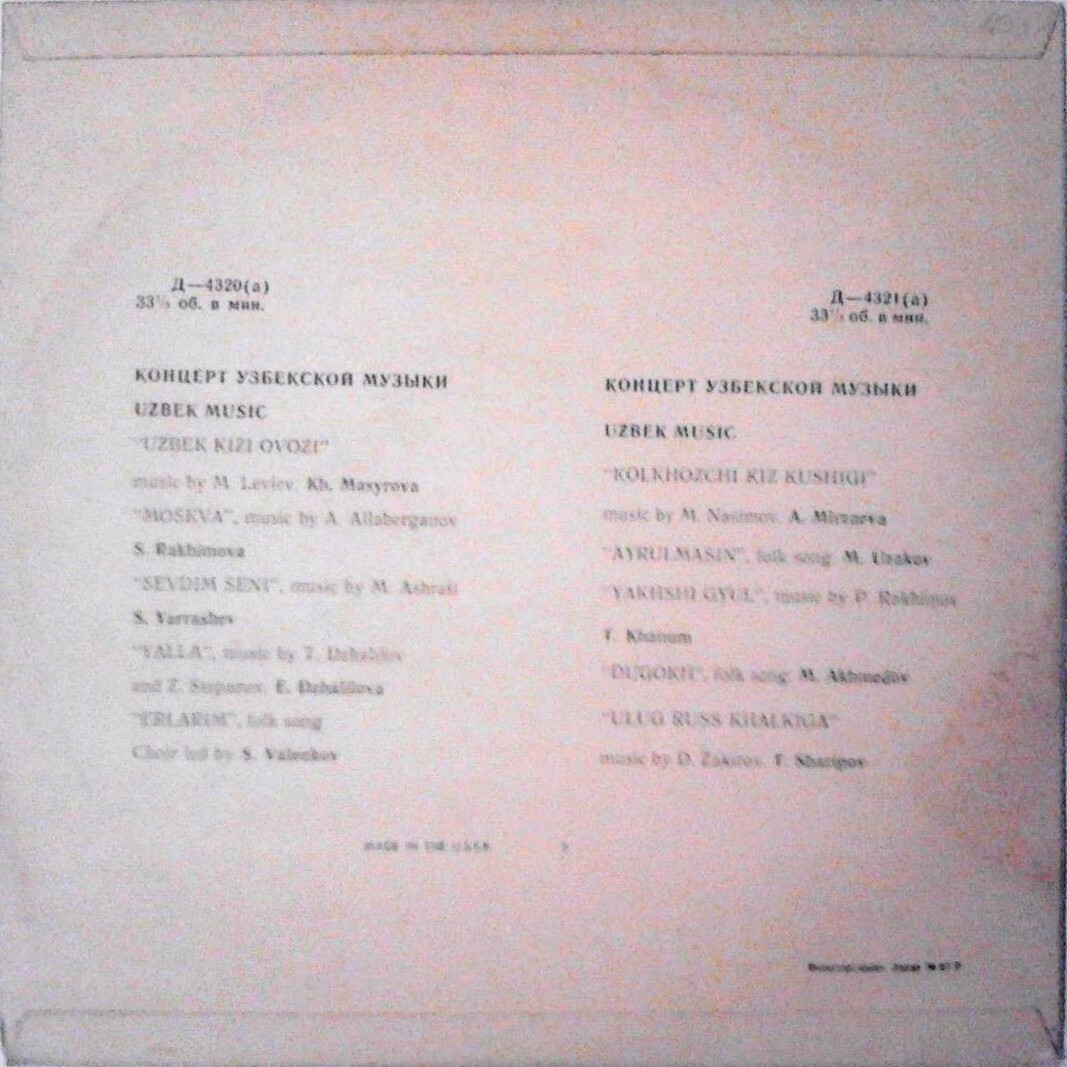 Д—4320(а)
33⅓ об. в мин.
КОНЦЕРТ УЗБЕКСКОЙ МУЗЫКИ
UZBEK MUSIC
"UZBEK KIZI OVOZI"
music by M. Leviev. Kh. Masyrova
"MOSKVA", music by A. Allaberganov
S. Rakhimova
"SEVDIM SENI", music by M. Ashrafi
S. Yarrashev
"YALLA", music by T. Dzhalilov
and Z. Stepanov. E. Dzhalilova
"ERLARIM", folk song
Choir led by S. Valenkov
Д—4321(а)
33⅓ об. в мин.
КОНЦЕРТ УЗБЕКСКОЙ МУЗЫКИ
UZBEK MUSIC
"KOLKHOZCHI KIZ KUSHIGI"
music by M. Nasimov. A. Mirzaeva
"AYRULMASIN", folk song. M. Uzakov
"YAKHSHI GYUL", music by P. Rakhimov
T. Khanum
"DUGOKH", folk song. M. Akhmedov
"ULUG RUSS KHALKIGA"
music by D. Zakirov. F. Sharipov
MADE IN THE U.S.S.R.